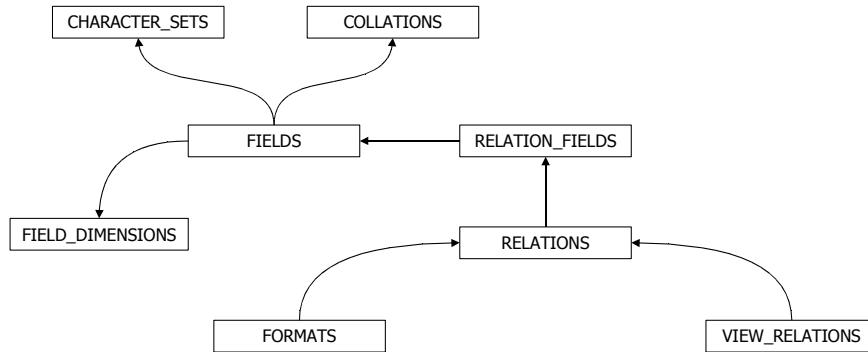 CHARACTER_SETS
COLLATIONS
FIELDS
RELATION_FIELDS
FIELD_DIMENSIONS
RELATIONS
FORMATS
VIEW_RELATIONS